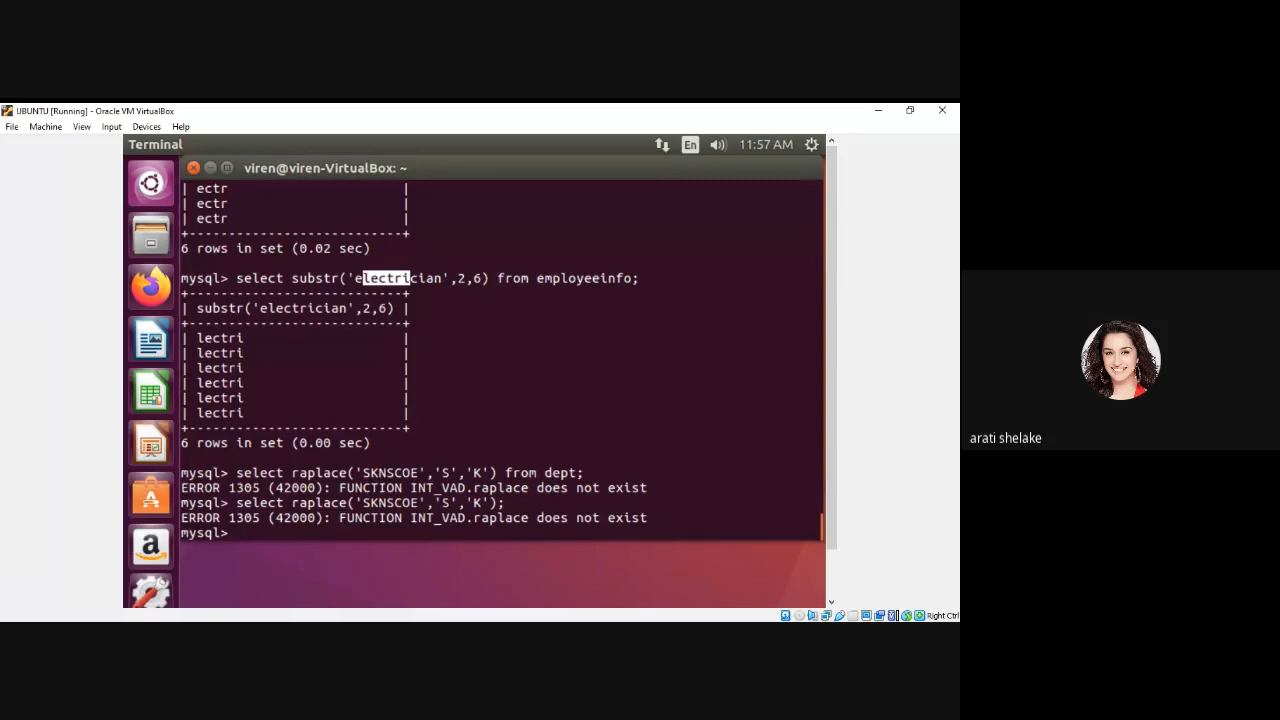 UBUNTU [Running] - Oracle VM VirtualBox
File Machine View Input Devices Help
Terminal En 11:57 AM
viren@viren-VirtualBox: ~
| ectr |
| ectr |
| ectr |
+---------------------------+
6 rows in set (0.02 sec)
mysql> select substr('electrician',2,6) from employeeinfo;
+---------------------------+
| substr('electrician',2,6) |
+---------------------------+
| lectri |
| lectri |
| lectri |
| lectri |
| lectri |
| lectri |
+---------------------------+
6 rows in set (0.00 sec)
mysql> select raplace('SKNSCOE','S','K') from dept;
ERROR 1305 (42000): FUNCTION INT_VAD.raplace does not exist
mysql> select raplace('SKNSCOE','S','K');
ERROR 1305 (42000): FUNCTION INT_VAD.raplace does not exist
mysql>
Right Ctrl
arati shelake